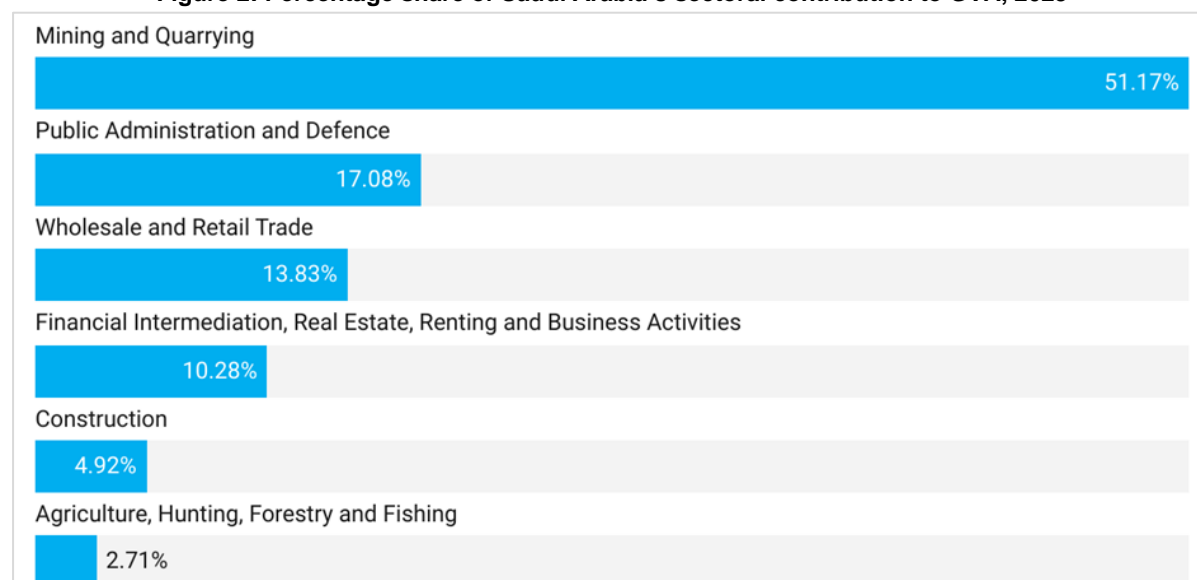 Mining and Quarrying
51.17%
Public Administration and Defence
17.08%
Wholesale and Retail Trade
13.83%
Financial Intermediation, Real Estate, Renting and Business Activities
10.28%
Construction
4.92%
Agriculture, Hunting, Forestry and Fishing
2.71%